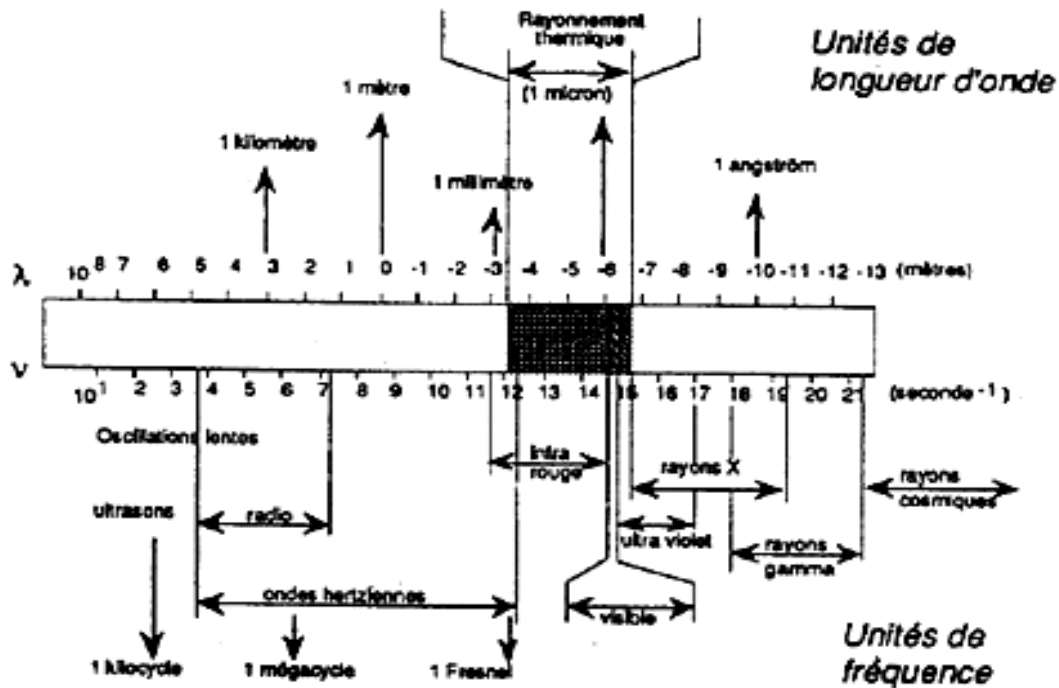 Rayonnement
thermique
Unités de
longueur d'onde
(1 micron)
1 mètre
1 kilomètre
1 millimètre
1 angström
λ 10 8 7 6 5 4 3 2 1 0 -1 -2 -3 -4 -5 -6 -7 -8 -9 -10 -11 -12 -13 (mètres)
ν 10 1 2 3 4 5 6 7 8 9 10 11 12 13 14 15 16 17 18 19 20 21 (seconde -1)
Oscillations lentes
infra
rouge
rayons X
rayons
cosmiques
ultrasons
radio
ultra violet
rayons
gamma
ondes hertziennes
visible
1 kilocycle
1 mégacycle
1 Fresnel
Unités de
fréquence